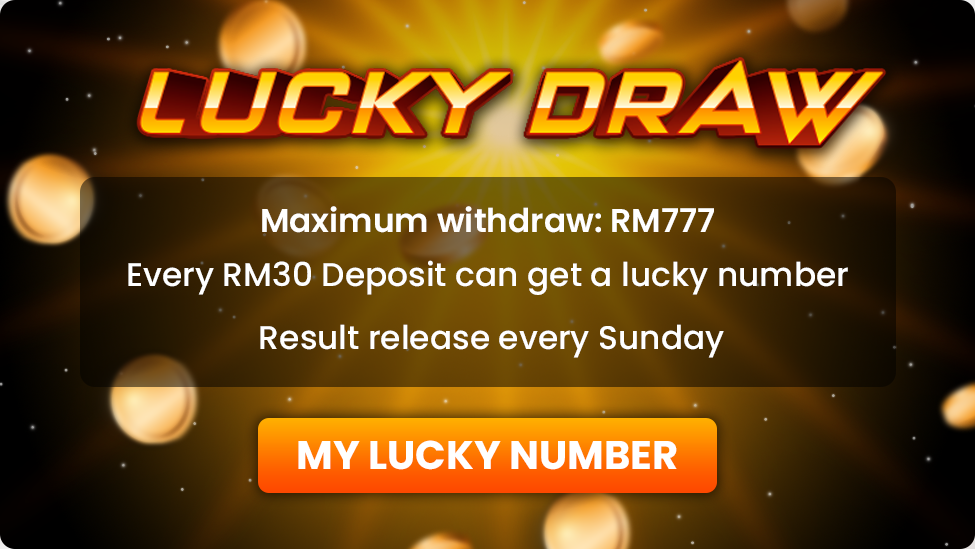 LUCKY DRAW
Maximum withdraw: RM777
Every RM30 Deposit can get a lucky number
Result release every Sunday
MY LUCKY NUMBER